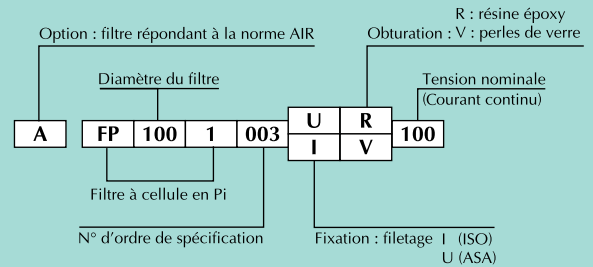 R : résine époxy
Option : filtre répondant à la norme AIR
Obturation : V : perles de verre
Diamètre du filtre
Tension nominale
(Courant continu)
A FP 100 1 003 U R 100
I V
Filtre à cellule en Pi
N° d'ordre de spécification
Fixation : filetage I (ISO)
U (ASA)